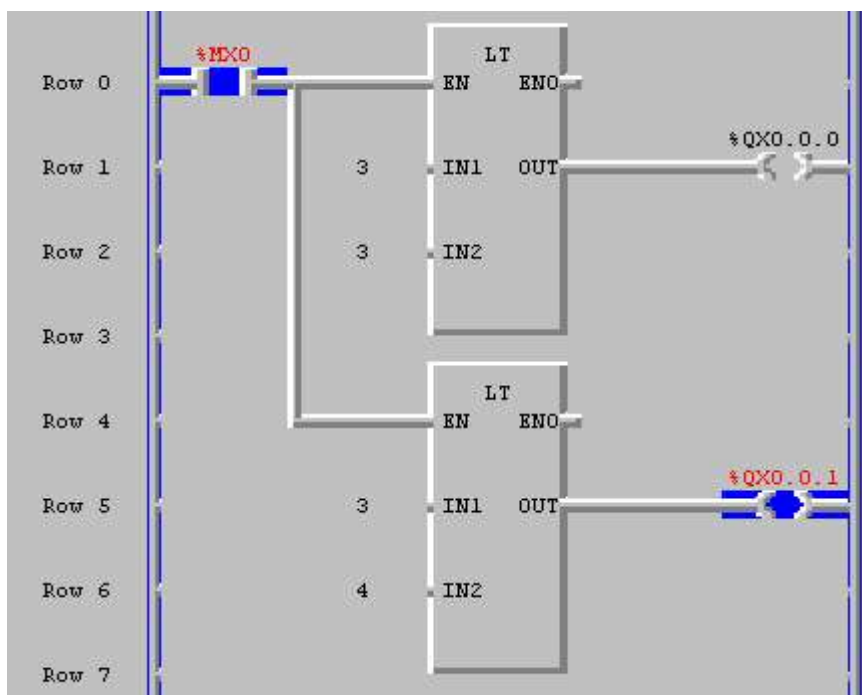 %MX0
LT
Row 0 EN ENO
%QX0.0.0
Row 1 3 IN1 OUT
Row 2 3 IN2
Row 3
LT
Row 4 EN ENO
%QX0.0.1
Row 5 3 IN1 OUT
Row 6 4 IN2
Row 7